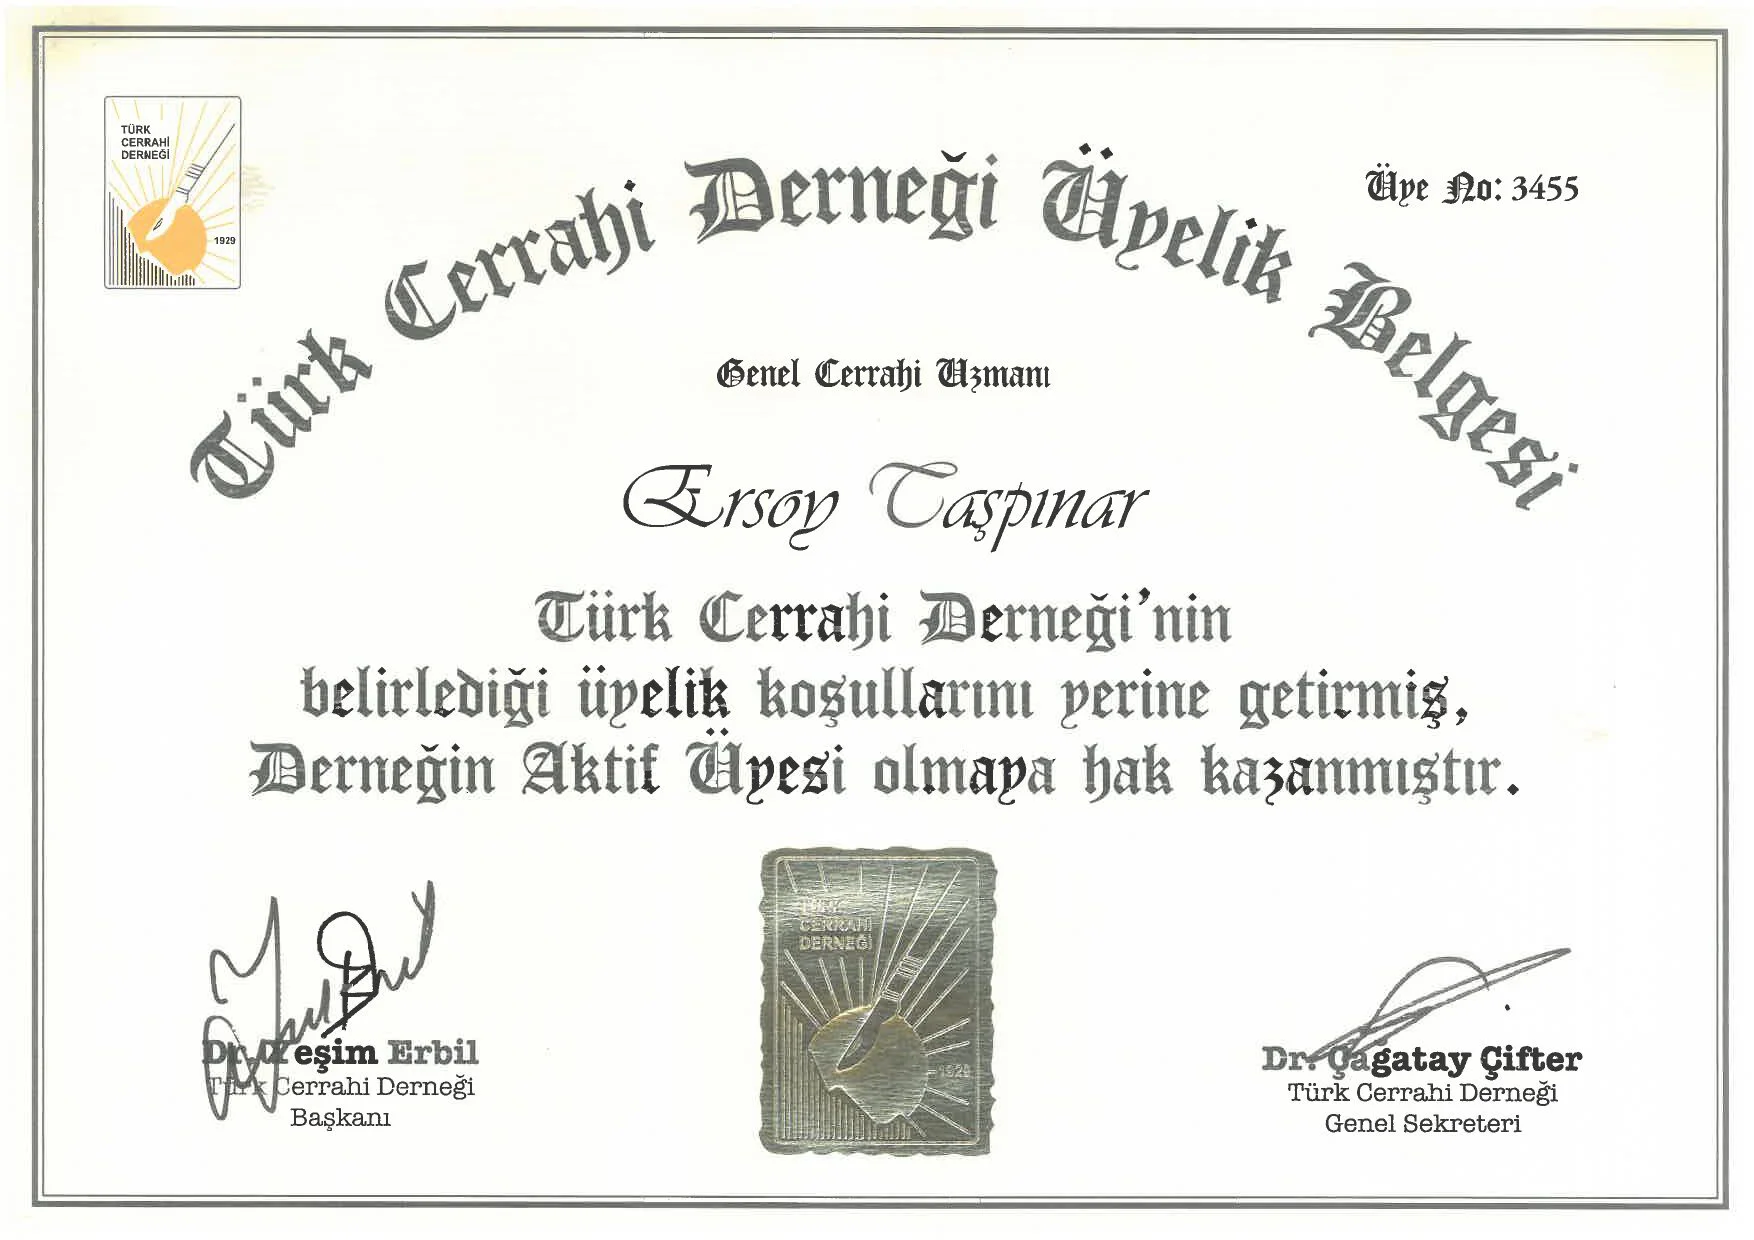 TÜRK
CERRAHİ
DERNEĞİ
1929
Türk Cerrahi Derneği Üyelik Belgesi
Üye No: 3455
Genel Cerrahi Uzmanı
Ersoy Taşpınar
Türk Cerrahi Derneği'nin
belirlediği üyelik koşullarını yerine getirmiş,
Derneğin Aktif Üyesi olmaya hak kazanmıştır.
TÜRK
CERRAHİ
DERNEĞİ
1929
Dr. Yeşim Erbil
Türk Cerrahi Derneği
Başkanı
Dr. Çağatay Çifter
Türk Cerrahi Derneği
Genel Sekreteri